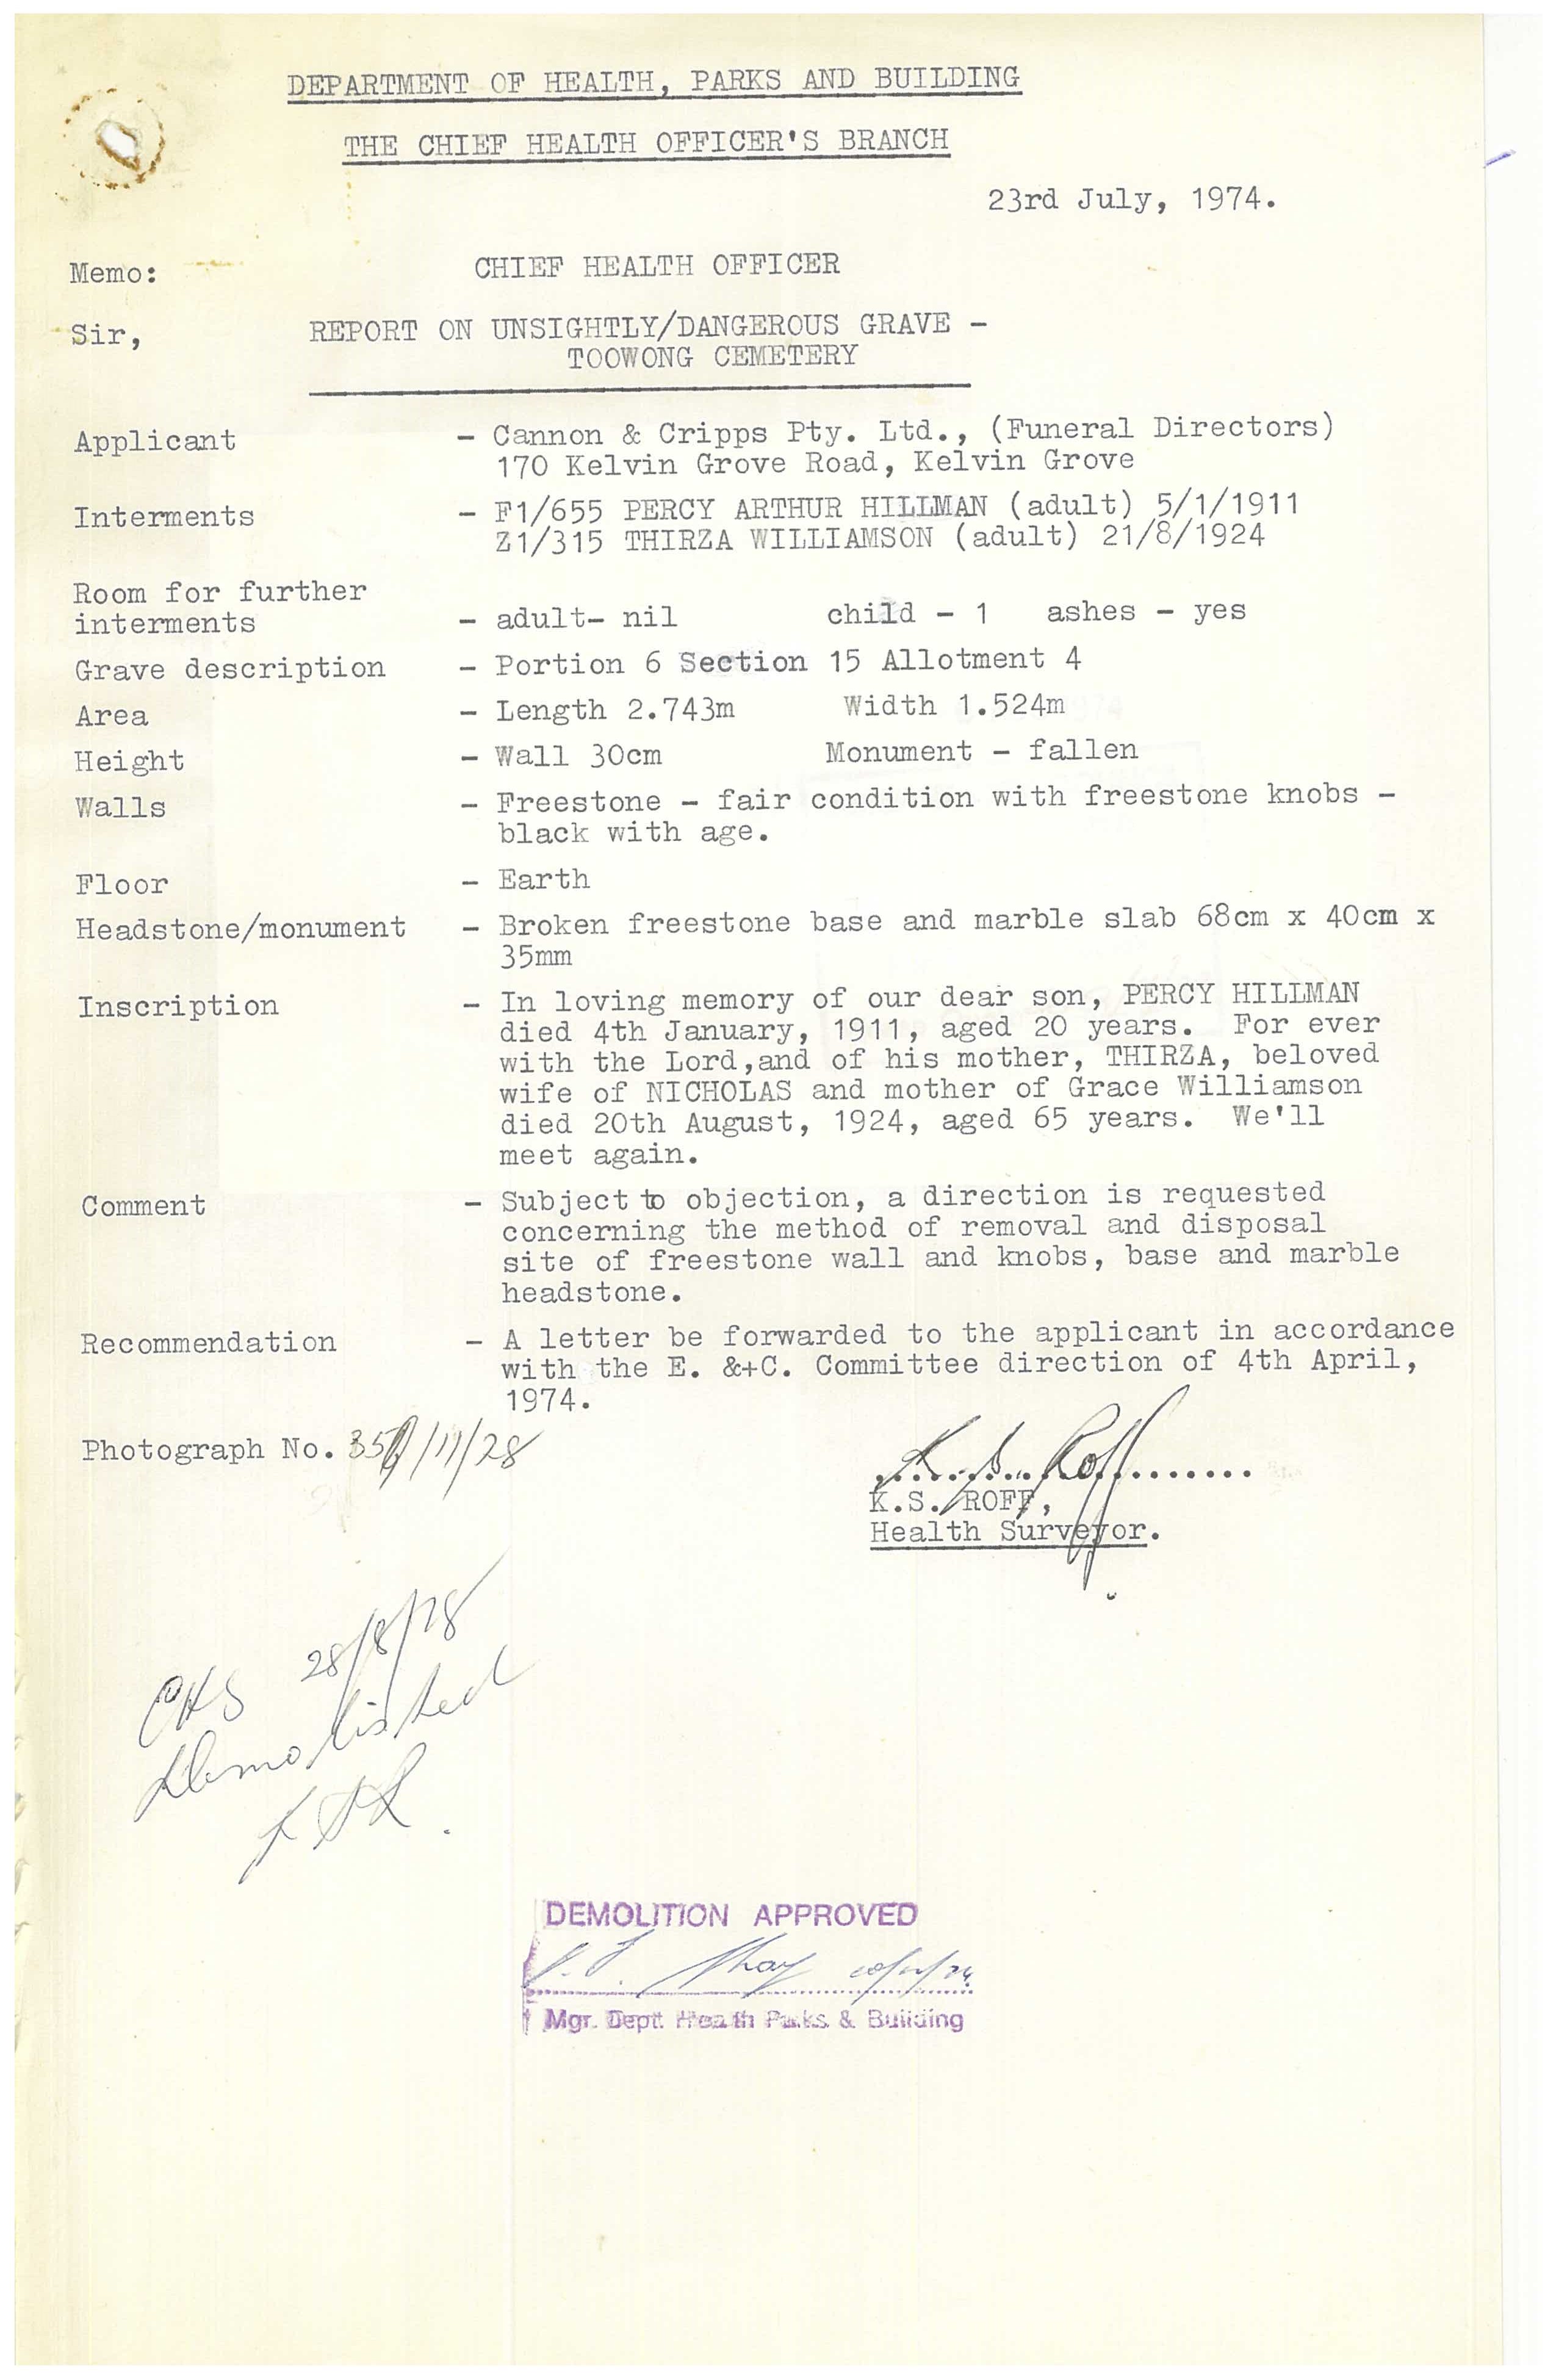 DEPARTMENT OF HEALTH, PARKS AND BUILDING
THE CHIEF HEALTH OFFICER'S BRANCH
23rd July, 1974.
Memo: CHIEF HEALTH OFFICER
Sir, REPORT ON UNSIGHTLY/DANGEROUS GRAVE -
TOOWONG CEMETERY
Applicant - Cannon & Cripps Pty. Ltd., (Funeral Directors)
170 Kelvin Grove Road, Kelvin Grove
Interments - F1/655 PERCY ARTHUR HILLMAN (adult) 5/1/1911
Z1/315 THIRZA WILLIAMSON (adult) 21/8/1924
Room for further
interments - adult- nil child - 1 ashes - yes
Grave description - Portion 6 Section 15 Allotment 4
Area - Length 2.743m Width 1.524m
Height - Wall 30cm Monument - fallen
Walls - Freestone - fair condition with freestone knobs -
black with age.
Floor - Earth
Headstone/monument - Broken freestone base and marble slab 68cm x 40cm x
35mm
Inscription - In loving memory of our dear son, PERCY HILLMAN
died 4th January, 1911, aged 20 years. For ever
with the Lord,and of his mother, THIRZA, beloved
wife of NICHOLAS and mother of Grace Williamson
died 20th August, 1924, aged 65 years. We'll
meet again.
Comment - Subject to objection, a direction is requested
concerning the method of removal and disposal
site of freestone wall and knobs, base and marble
headstone.
Recommendation - A letter be forwarded to the applicant in accordance
with the E. &+C. Committee direction of 4th April,
1974.
Photograph No.
K. S. Roff
K.S. ROFF,
Health Surveyor.
CHS 28/8/78
Demolished
DEMOLITION APPROVED
Mgr. Dept. Health Parks & Building